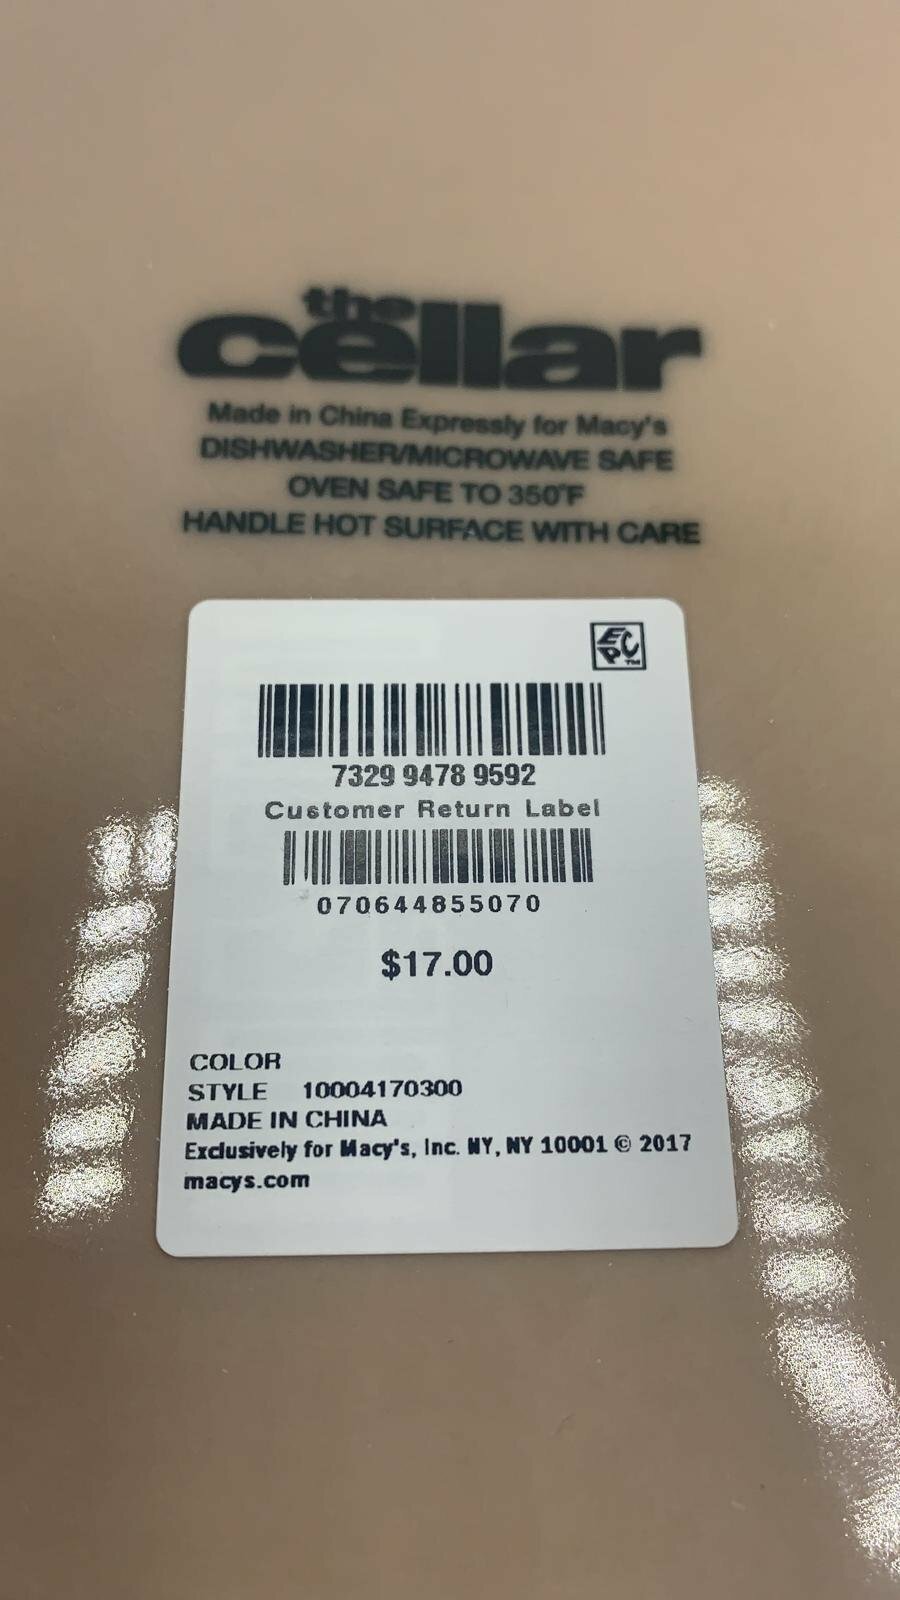 the
cellar
Made in China Expressly for Macy's
DISHWASHER/MICROWAVE SAFE
OVEN SAFE TO 350°F
HANDLE HOT SURFACE WITH CARE
EPC™
7329 9478 9592
Customer Return Label
070644855070
$17.00
COLOR
STYLE 10004170300
MADE IN CHINA
Exclusively for Macy's, Inc. NY, NY 10001 © 2017
macys.com